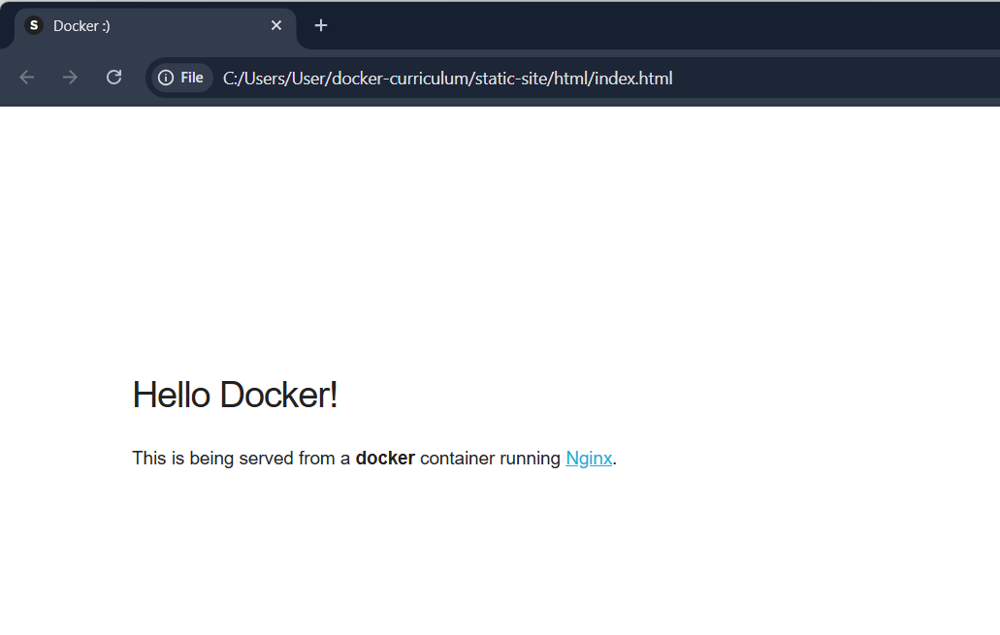 S Docker :)
File C:/Users/User/docker-curriculum/static-site/html/index.html
Hello Docker!
This is being served from a docker container running Nginx.